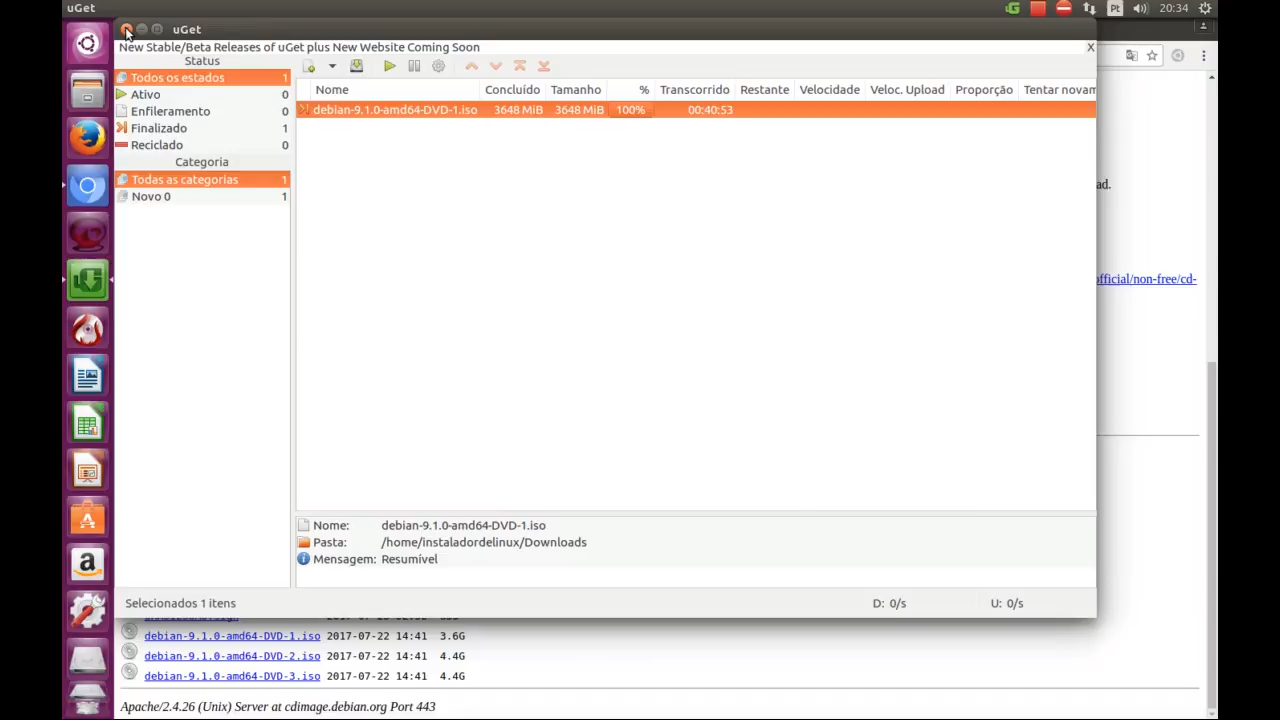 uGet
Pt
20:34
uGet
New Stable/Beta Releases of uGet plus New Website Coming Soon
X
Status
Todos os estados 1
Ativo 0
Enfileramento 0
Finalizado 1
Reciclado 0
Categoria
Todas as categorias 1
Novo 0 1
Nome Concluído Tamanho % Transcorrido Restante Velocidade Veloc. Upload Proporção Tentar novam
debian-9.1.0-amd64-DVD-1.iso 3648 MiB 3648 MiB 100% 00:40:53
ad.
official/non-free/cd-
Nome: debian-9.1.0-amd64-DVD-1.iso
Pasta: /home/instaladordelinux/Downloads
Mensagem: Resumível
Selecionados 1 itens D: 0/s U: 0/s
debian-9.1.0-amd64-DVD-1.iso 2017-07-22 14:41 3.6G
debian-9.1.0-amd64-DVD-2.iso 2017-07-22 14:41 4.4G
debian-9.1.0-amd64-DVD-3.iso 2017-07-22 14:41 4.4G
Apache/2.4.26 (Unix) Server at cdimage.debian.org Port 443